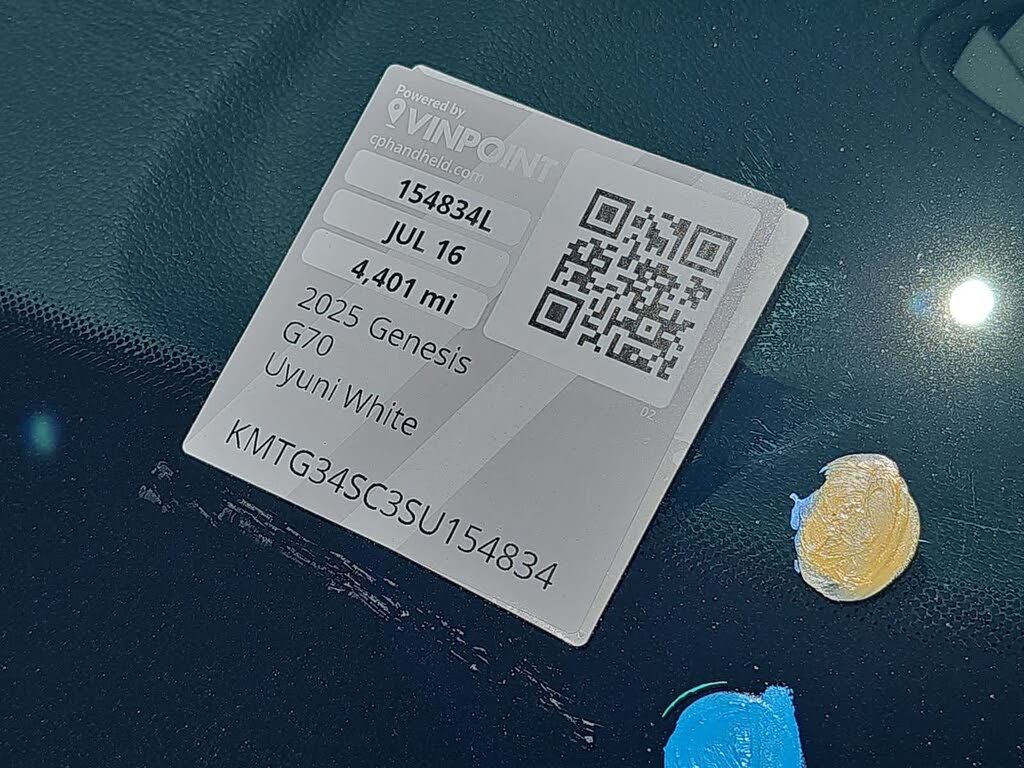 Powered by
VINPOINT
cphandheld.com
154834L
JUL 16
4,401 mi
2025 Genesis
G70
Uyuni White
KMTG34SC3SU154834
02